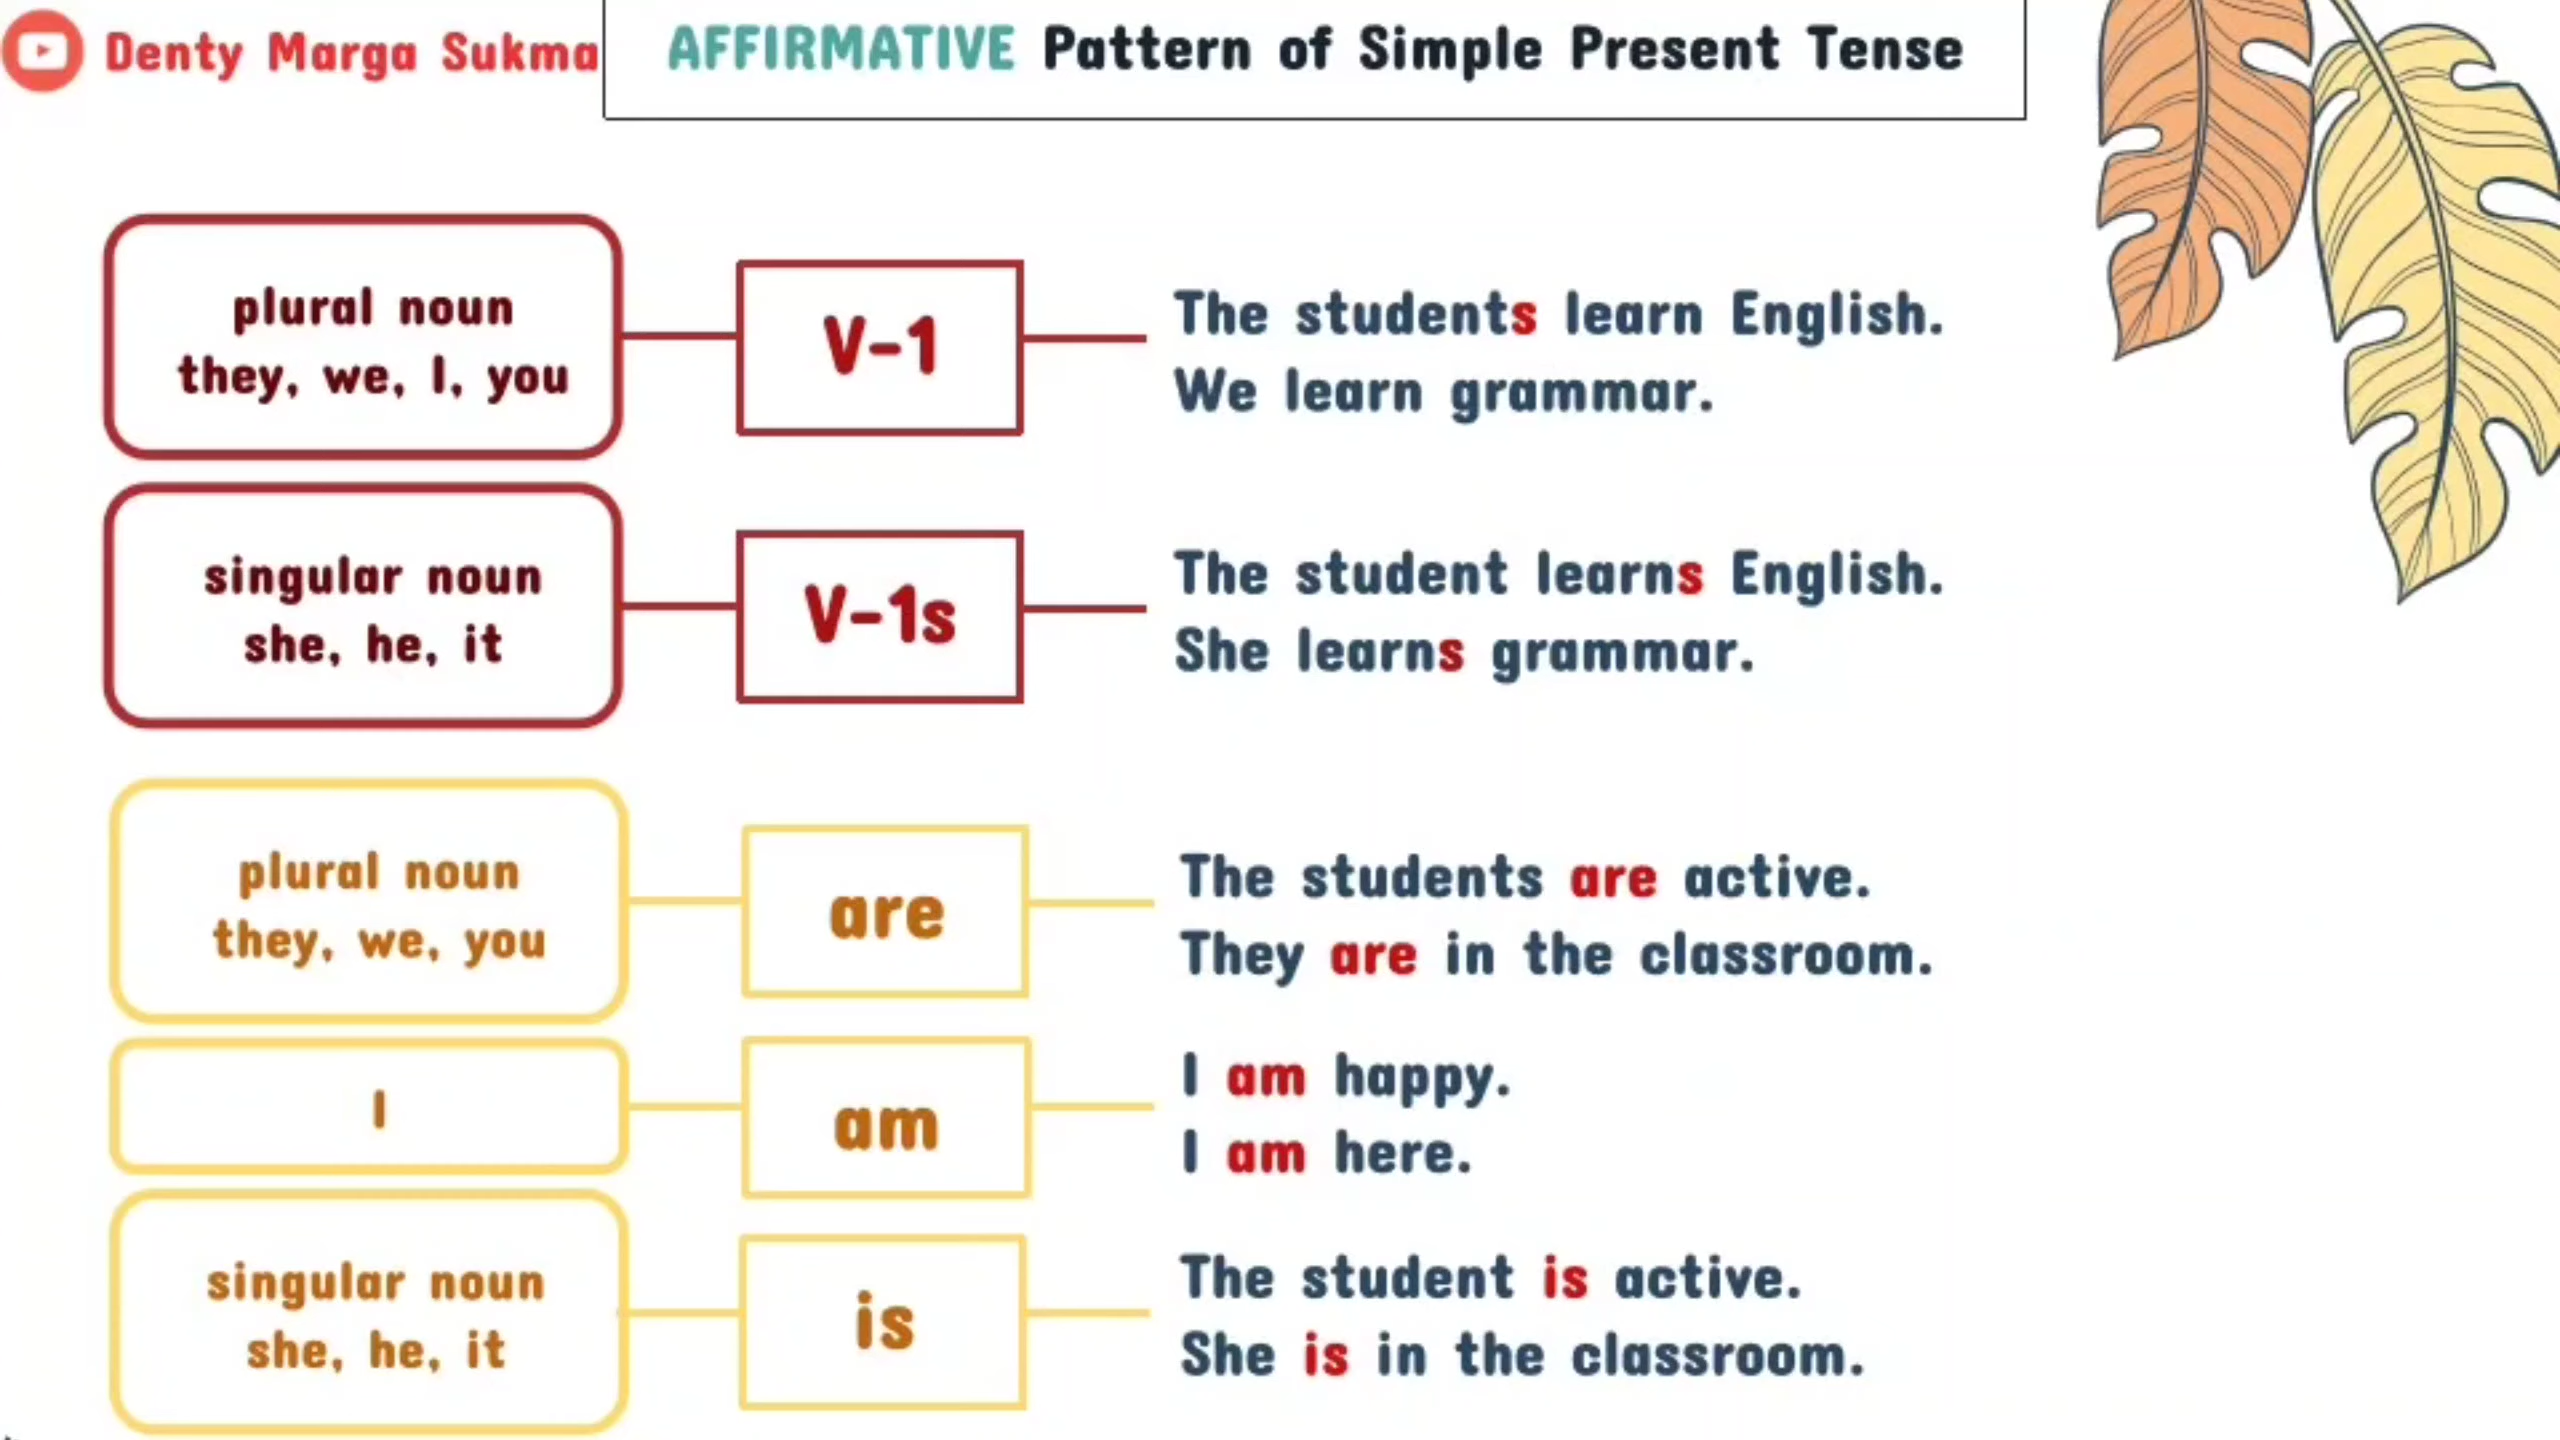 Denty Marga Sukma
AFFIRMATIVE Pattern of Simple Present Tense
plural noun
they, we, I, you
V-1
The students learn English.
We learn grammar.
singular noun
she, he, it
V-1s
The student learns English.
She learns grammar.
plural noun
they, we, you
are
The students are active.
They are in the classroom.
I
am
I am happy.
I am here.
singular noun
she, he, it
is
The student is active.
She is in the classroom.